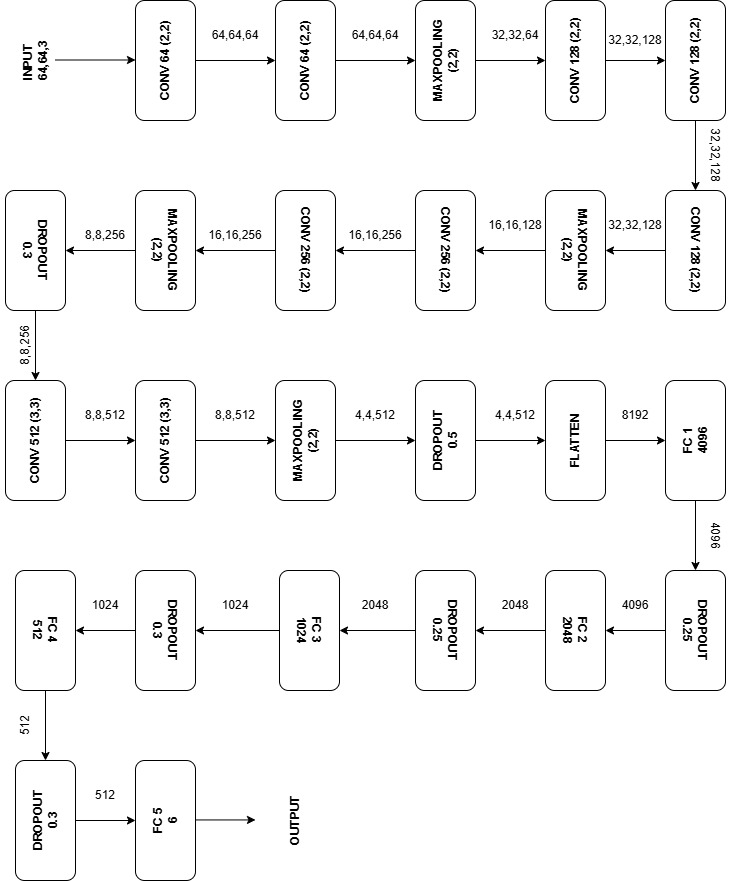 INPUT
64,64,3
CONV 64 (2,2)
64,64,64
CONV 64 (2,2)
64,64,64
MAXPOOLING
(2,2)
32,32,64
CONV 128 (2,2)
32,32,128
CONV 128 (2,2)
32,32,128
CONV 128 (2,2)
32,32,128
MAXPOOLING
(2,2)
16,16,128
CONV 256 (2,2)
16,16,256
CONV 256 (2,2)
16,16,256
MAXPOOLING
(2,2)
8,8,256
DROPOUT
0.3
8,8,256
CONV 512 (3,3)
8,8,512
CONV 512 (3,3)
8,8,512
MAXPOOLING
(2,2)
4,4,512
DROPOUT
0.5
4,4,512
FLATTEN
8192
FC 1
4096
4096
DROPOUT
0.25
4096
FC 2
2048
2048
DROPOUT
0.25
2048
FC 3
1024
1024
DROPOUT
0.3
1024
FC 4
512
512
DROPOUT
0.3
512
FC 5
6
OUTPUT